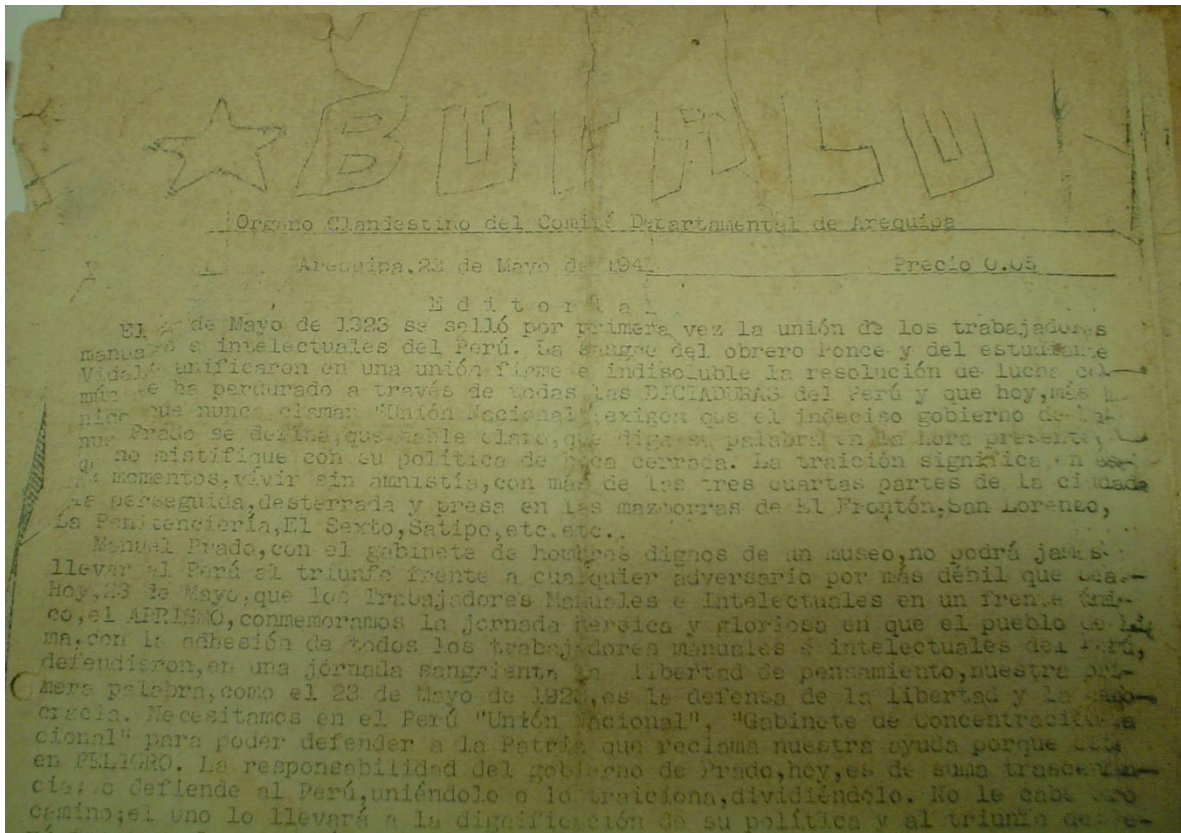 BUFALO
Organo Clandestino del Comité Departamental de Arequipa
Arequipa,23 de Mayo de 1941 Precio 0.05
Editorial
El de Mayo de 1923 se selló por primera vez la unión de los trabajadores
e intelectuales del Perú. La sangre del obrero Ponce y del estudiante
unificaron en una unión firme e indisoluble la resolución de lucha
ha perdurado a través de todas las DICTADURAS del Perú y que hoy,más
que nunca claman "Unión Nacional",exigen que el indeciso gobierno de
Prado se defina,que hable claro,que diga su palabra en la hora presente,
no mistifique con su política de boca cerrada. La traición significa en
momentos,vivir sin amnistía,con más de las tres cuartas partes de la
perseguida,desterrada y presa en las mazmorras de El Frontón,San Lorenzo,
La Penitenciería,El Sexto,Satipo,etc.etc..
Manuel Prado,con el gabinete de hombres dignos de un museo,no podrá jamás
llevar al Perú al triunfo frente a cualquier adversario por más débil que sea.-
Hoy,23 de Mayo,que los Trabajadores Manuales e Intelectuales en un frente úni-
co,el APRISMO,conmemoramos la jornada heroica y gloriosa en que el pueblo de Li-
ma,con la adhesión de todos los trabajadores manuales e intelectuales del Perú,
defendieron,en una jornada sangrienta la libertad de pensamiento,nuestra pri-
mera palabra,como el 23 de Mayo de 1923,es la defensa de la libertad y la demo-
cracia. Necesitamos en el Perú "Unión Nacional", "Gabinete de Concentración Na
cional" para poder defender a la Patria que reclama nuestra ayuda porque está
en PELIGRO. La responsabilidad del gobierno de Prado,hoy,es de suma trascenden-
cia: o defiende al Perú,uniéndolo o lo traiciona,dividiéndolo. No le cabe otro
camino;el uno lo llevará a la dignificación de su política y al triunfo